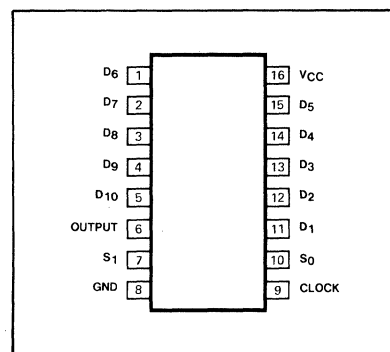 D6 1 16 VCC
D7 2 15 D5
D8 3 14 D4
D9 4 13 D3
D10 5 12 D2
OUTPUT 6 11 D1
S1 7 10 S0
GND 8 9 CLOCK